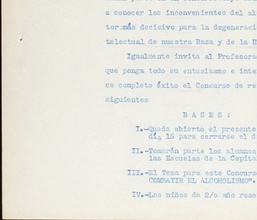 a conocer los inconvenientes del al
tor más decisivo para la degeneraci
telectual de nuestra Raza y de la H
Igualmente invita al Profesora
que ponga todo su entusiasmo e inte
ce completo éxito el Concurso de re
siguientes
B A S E S :
I.-Queda abierto el presente
día 15 para cerrarse el d
II.-Tomarán parte los alumnos
las Escuelas de la Capita
III.-El Tema para este Concurs
COMBATIR EL ALCOHOLISMO".
IV.-Los niños de 2/o año rese